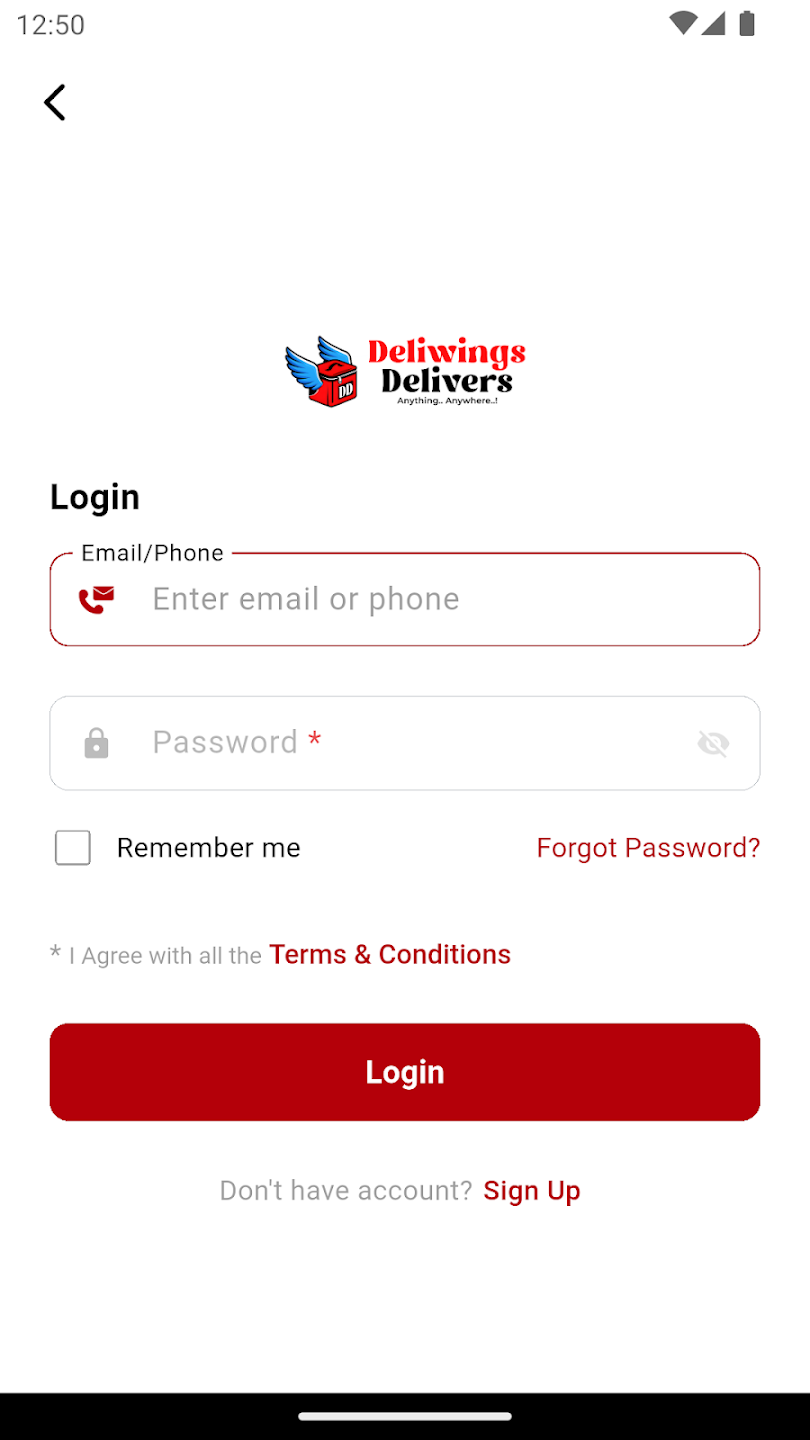 12:50
DD
Deliwings
Delivers
Anything.. Anywhere..!
Login
Email/Phone
Enter email or phone
Password *
Remember me
Forgot Password?
* I Agree with all the Terms & Conditions
Login
Don't have account? Sign Up